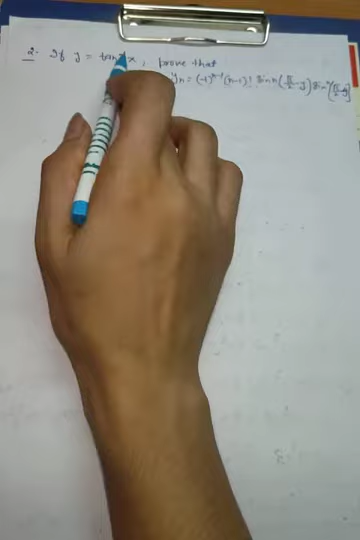 2. If y = tan⁻¹x, prove that
yₙ = (-1)ⁿ⁻¹ (n-1)! sin n(π/2 - y) sinⁿ(π/2 - y)